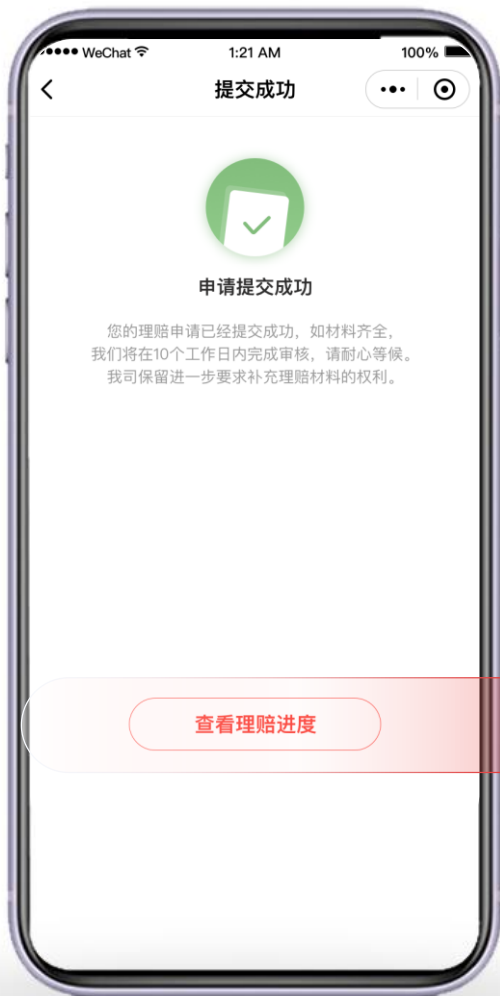 WeChat 1:21 AM 100%
提交成功
申请提交成功
您的理赔申请已经提交成功，如材料齐全，
我们将在10个工作日内完成审核，请耐心等候。
我司保留进一步要求补充理赔材料的权利。
查看理赔进度